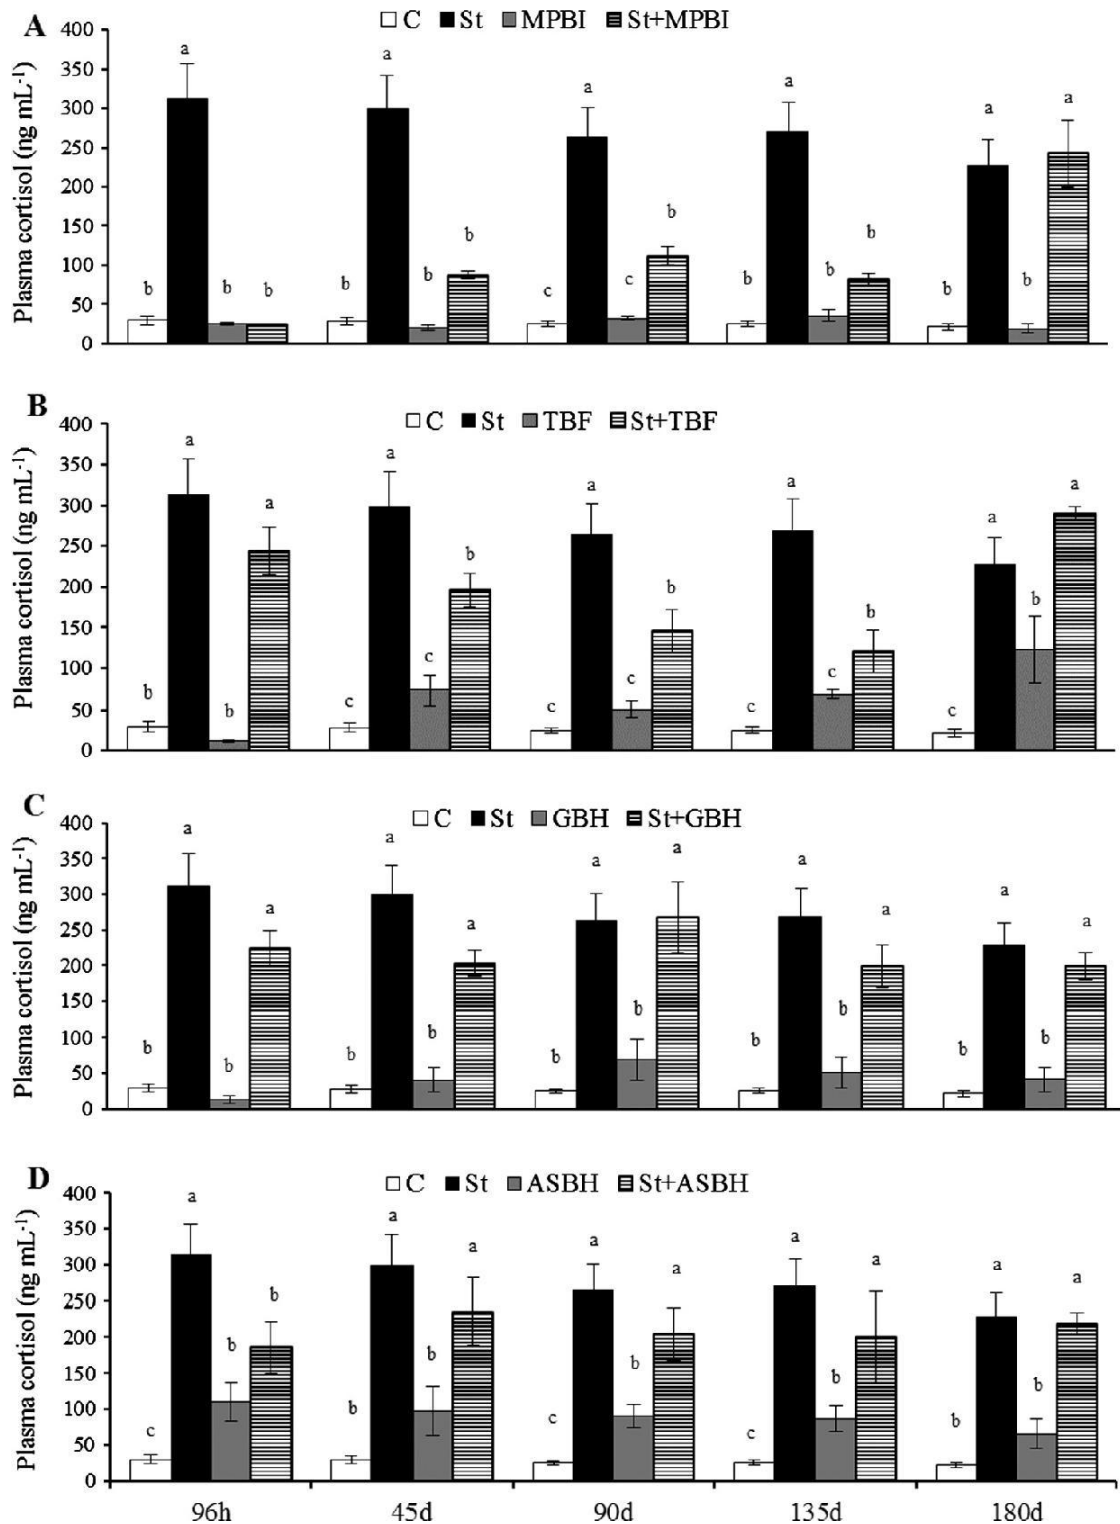 A
C St MPBI St+MPBI
Plasma cortisol (ng mL-1)
400
350
300
250
200
150
100
50
0
b a b b
b a b b
c a c b
b a b b
b a b a
B
C St TBF St+TBF
Plasma cortisol (ng mL-1)
400
350
300
250
200
150
100
50
0
b a b a
c a c b
c a c b
c a c b
c a b a
C
C St GBH St+GBH
Plasma cortisol (ng mL-1)
400
350
300
250
200
150
100
50
0
b a b a
b a b a
b a b a
b a b a
b a b a
D
C St ASBH St+ASBH
Plasma cortisol (ng mL-1)
400
350
300
250
200
150
100
50
0
c a b b
b a b a
c a b a
c a b a
b a b a
96h 45d 90d 135d 180d